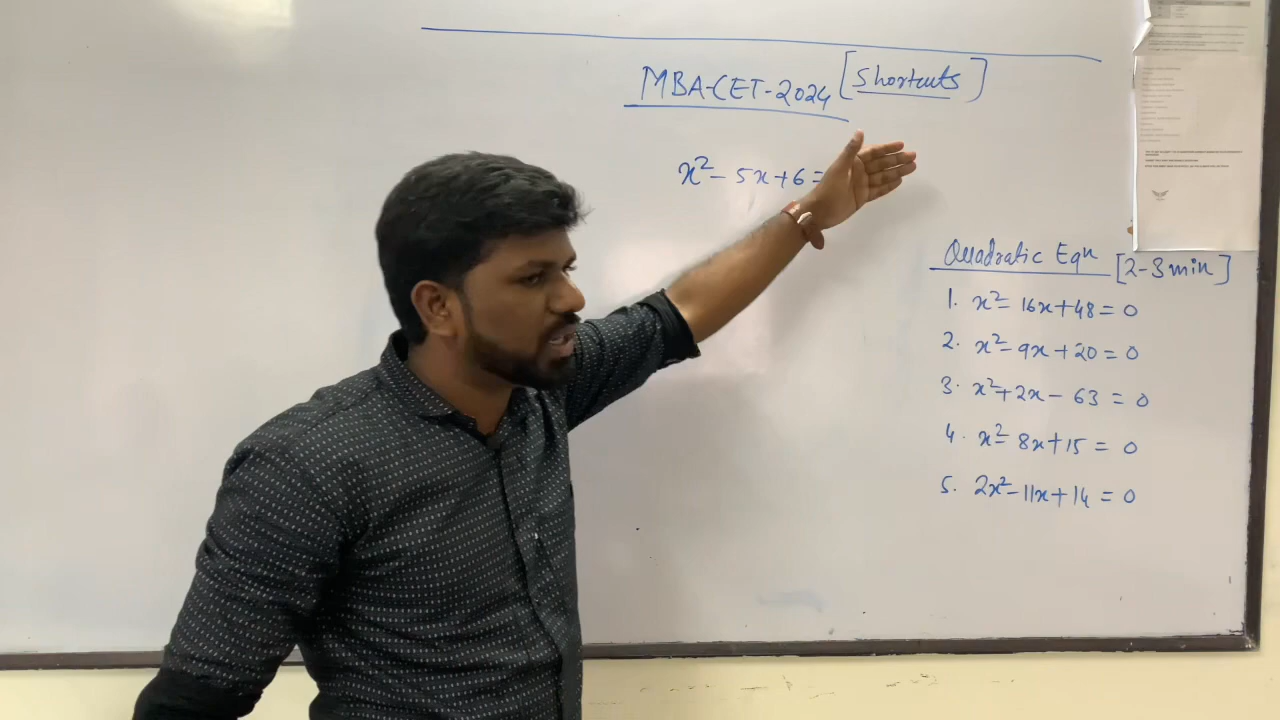 MBA-CET-2024 [Shortcuts]
x² - 5x + 6 =
Quadratic Eqn [2-3 min]
1. x² - 16x + 48 = 0
2. x² - 9x + 20 = 0
3. x² + 2x - 63 = 0
4. x² - 8x + 15 = 0
5. 2x² - 11x + 14 = 0